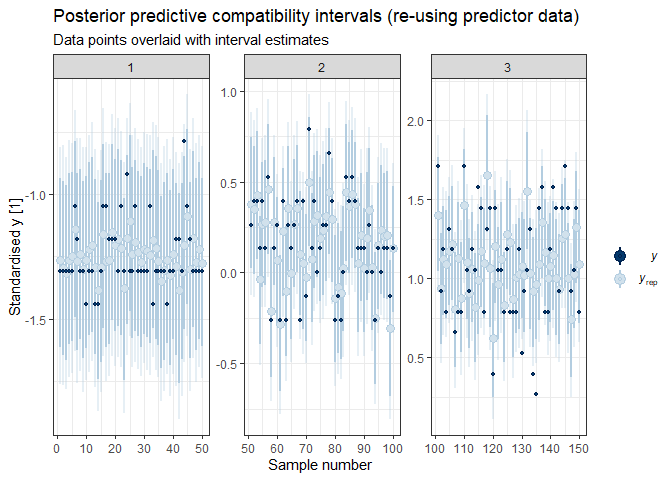 Posterior predictive compatibility intervals (re-using predictor data)
Data points overlaid with interval estimates
1
2
3
Standardised y [1]
-1.0
-1.5
1.0
0.5
0.0
-0.5
2.0
1.5
1.0
0.5
0 10 20 30 40 50
50 60 70 80 90 100
100 110 120 130 140 150
Sample number
y
yrep